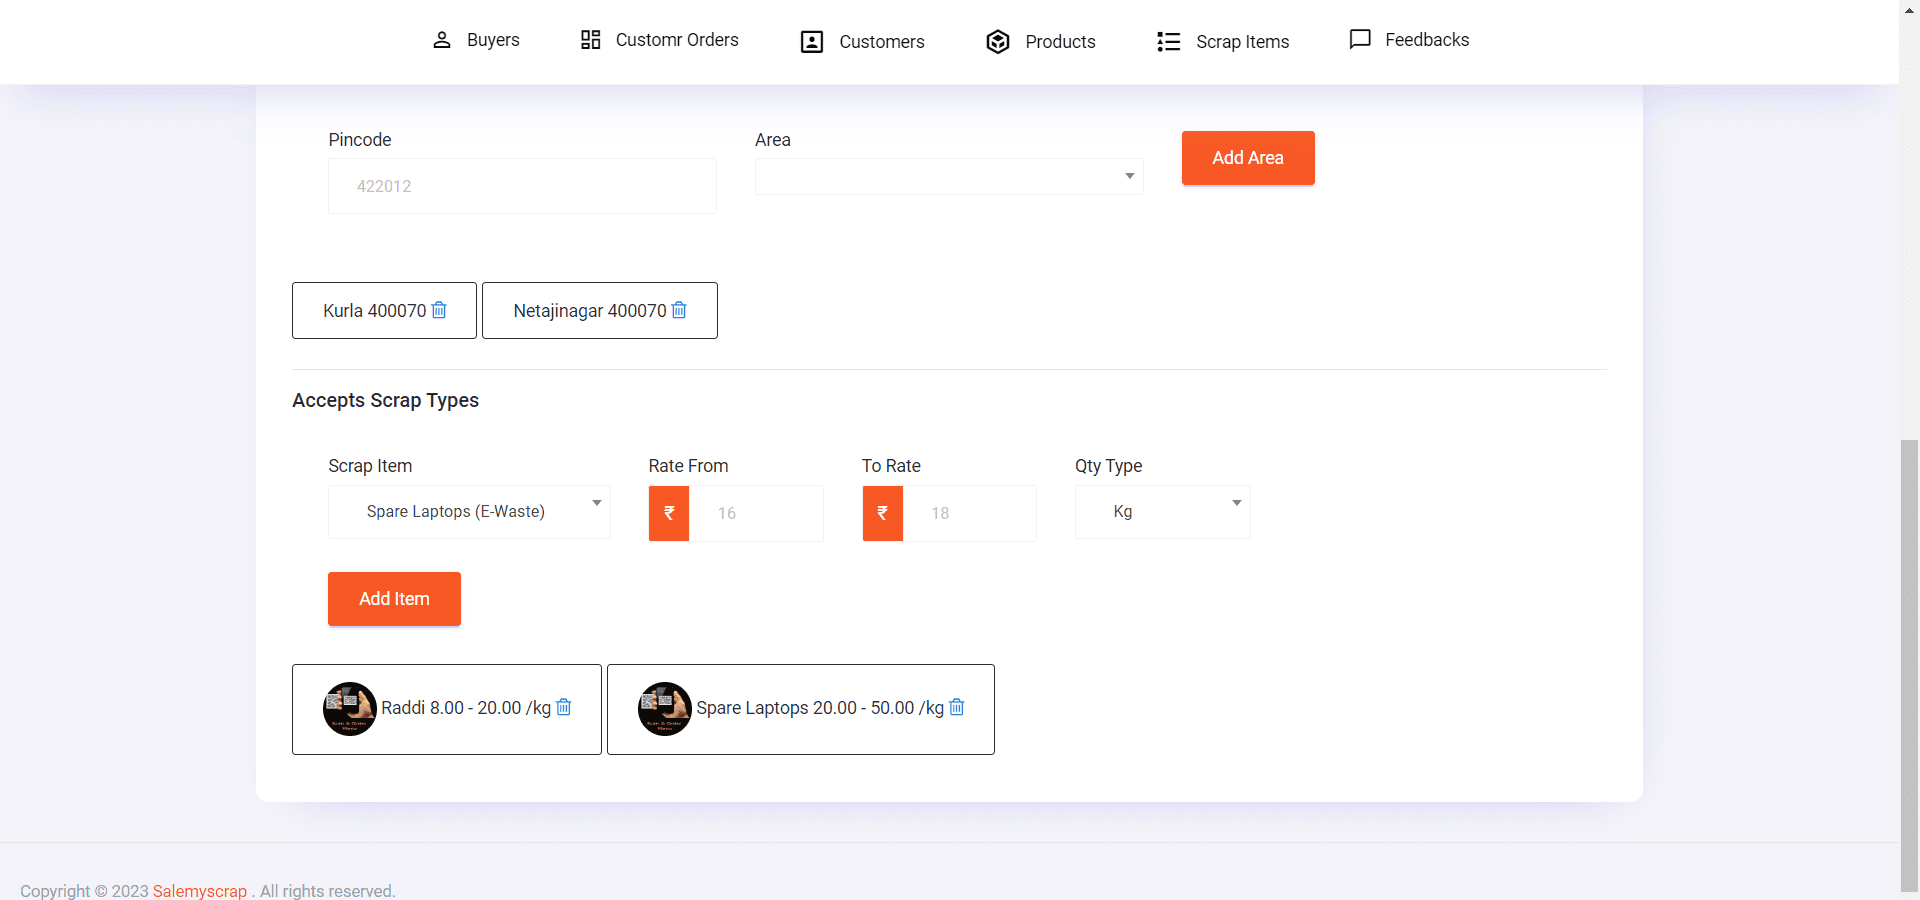 Buyers
Customr Orders
Customers
Products
Scrap Items
Feedbacks
Pincode
Area
Add Area
422012
Kurla 400070
Netajinagar 400070
Accepts Scrap Types
Scrap Item
Rate From
To Rate
Qty Type
Spare Laptops (E-Waste)
₹ 16
₹ 18
Kg
Add Item
Raddi 8.00 - 20.00 /kg
Spare Laptops 20.00 - 50.00 /kg
Copyright © 2023 Salemyscrap . All rights reserved.